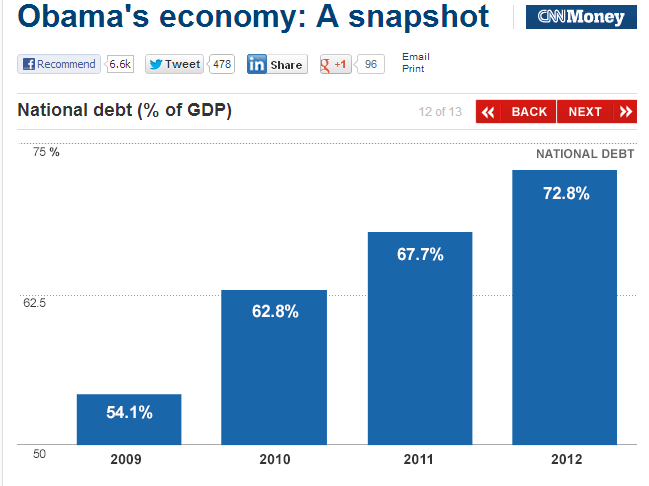 Obama's economy: A snapshot
CNNMoney
Recommend
6.6k
Tweet
478
in Share
g +1
96
Email
Print
National debt (% of GDP)
12 of 13
BACK
NEXT
75 %
NATIONAL DEBT
72.8%
67.7%
62.5
62.8%
54.1%
50
2009
2010
2011
2012